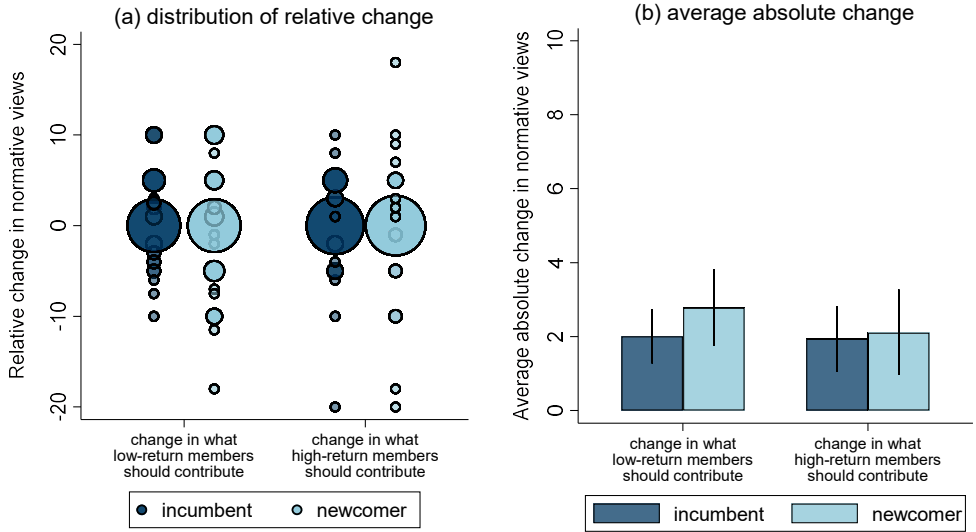 (a) distribution of relative change
Relative change in normative views
20
10
0
-10
-20
change in what
low-return members
should contribute
change in what
high-return members
should contribute
incumbent
newcomer
(b) average absolute change
Average absolute change in normative views
10
8
6
4
2
0
change in what
low-return members
should contribute
change in what
high-return members
should contribute
incumbent
newcomer